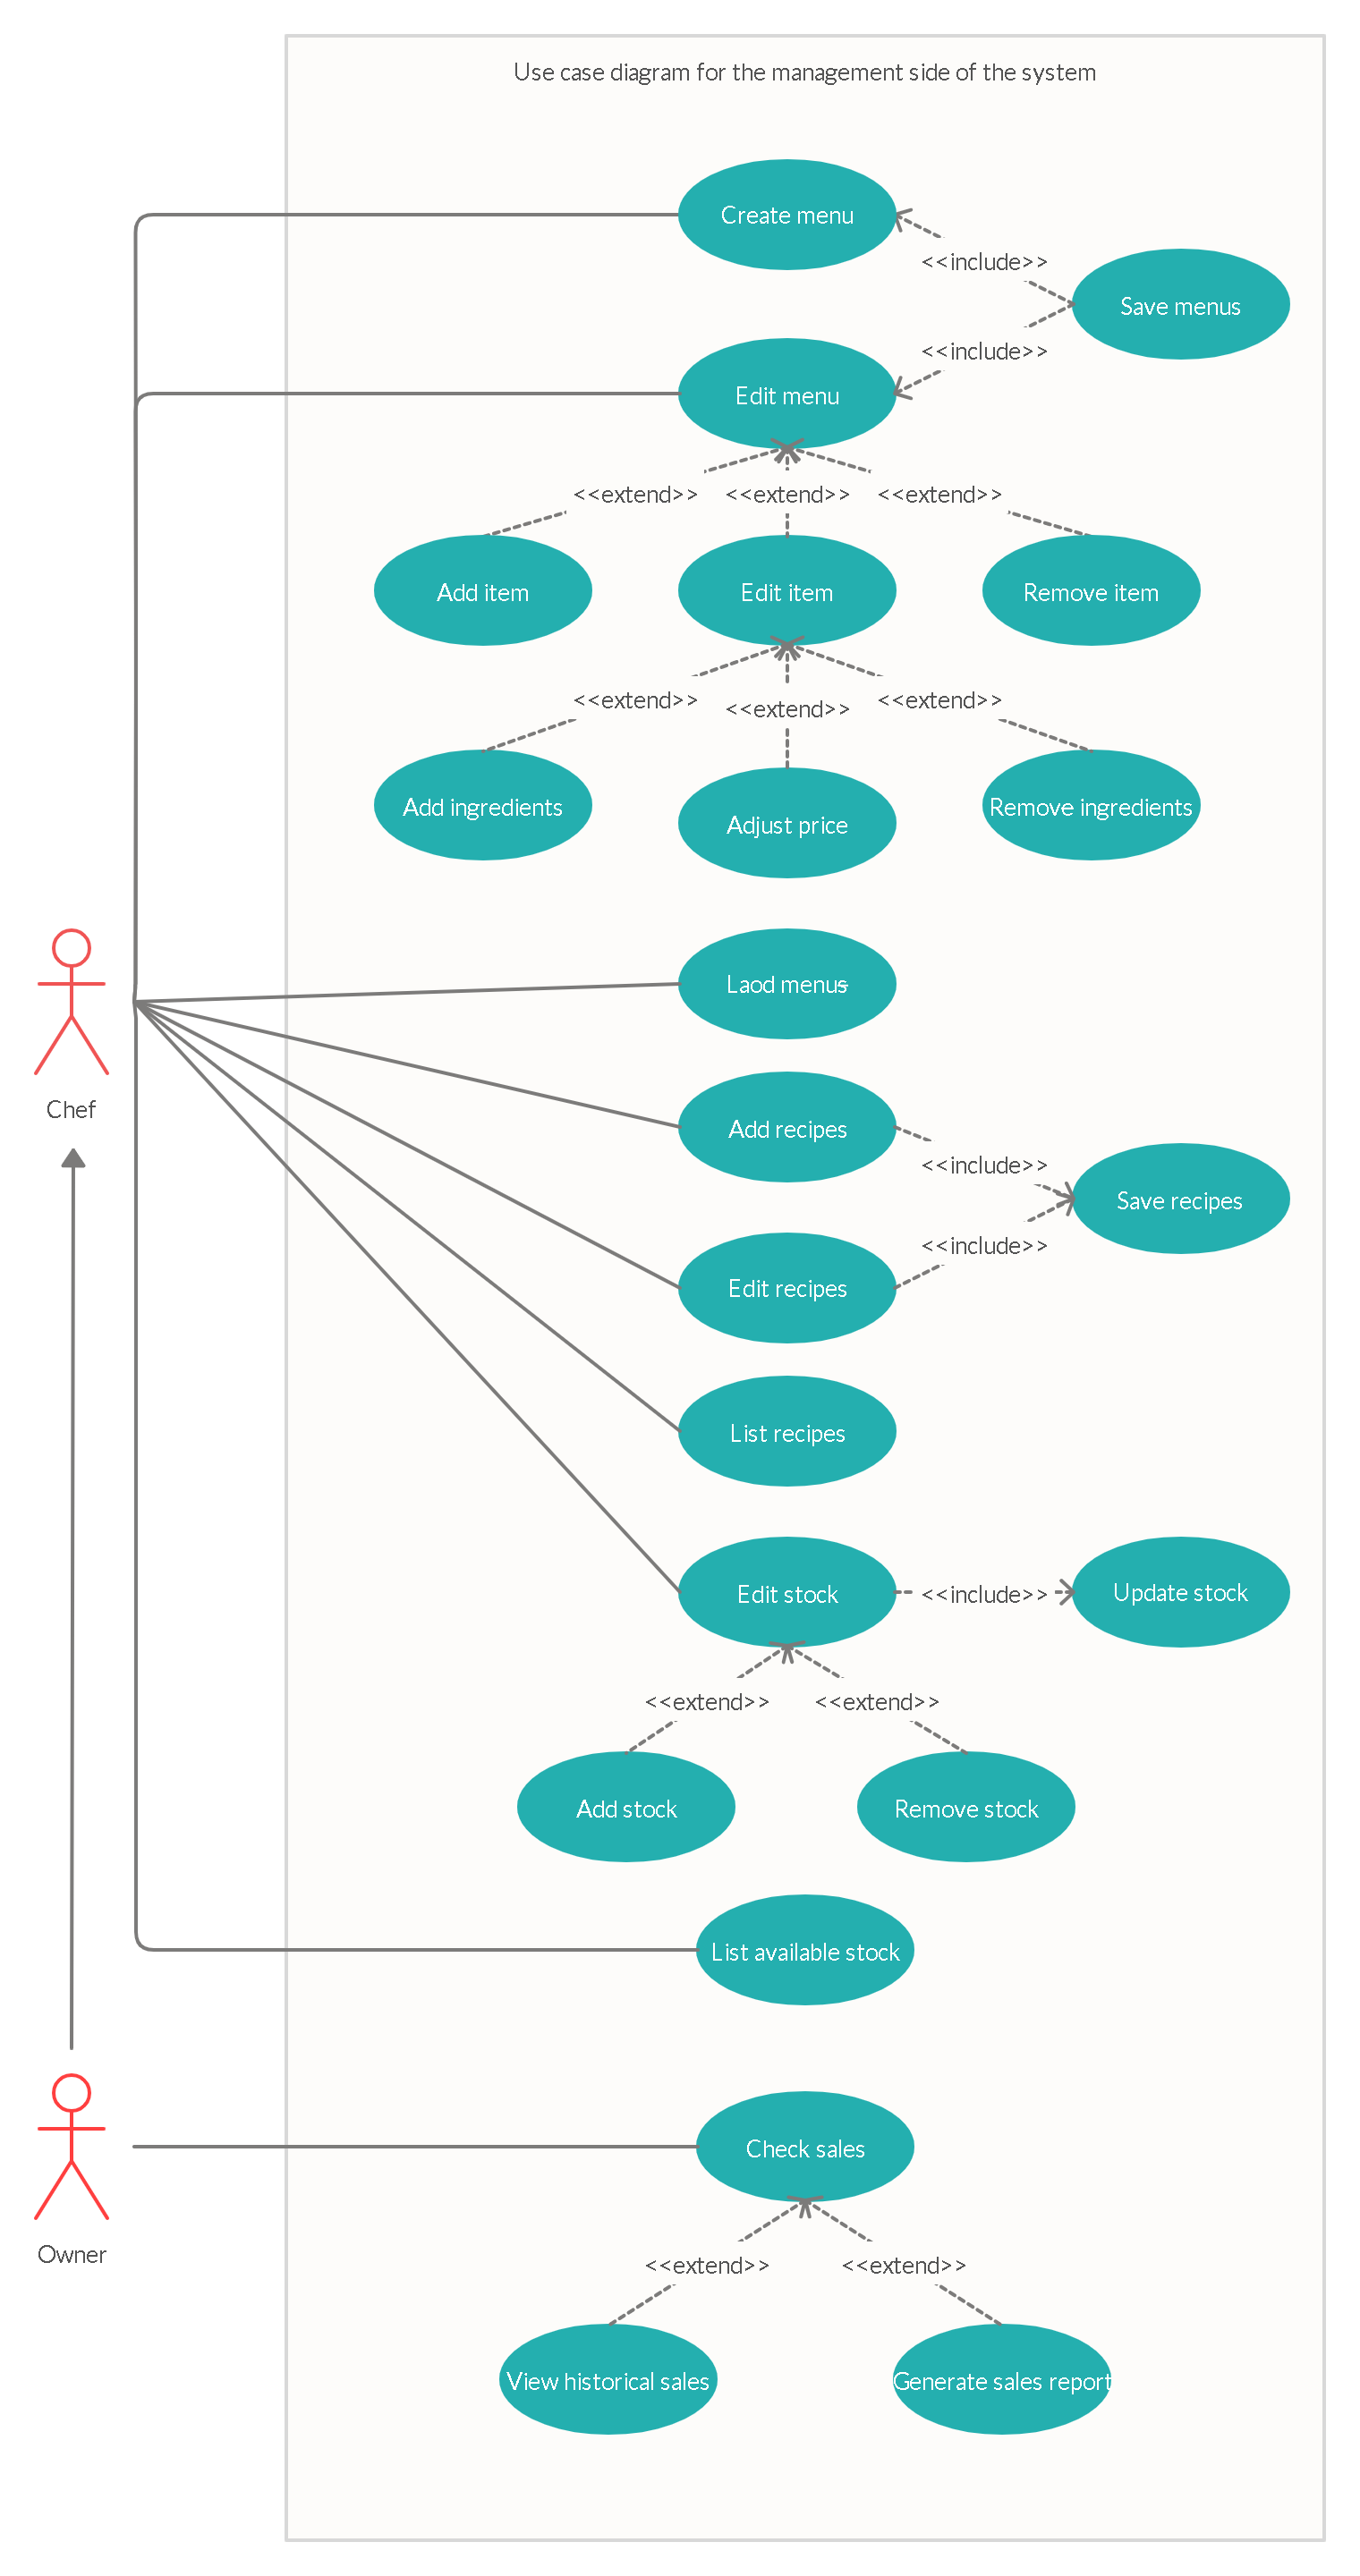 Use case diagram for the management side of the system
Create menu
<<include>>
Save menus
<<include>>
Edit menu
<<extend>> <<extend>> <<extend>>
Add item
Edit item
Remove item
<<extend>> <<extend>> <<extend>>
Add ingredients
Adjust price
Remove ingredients
Laod menus
Chef
Add recipes
<<include>>
Save recipes
<<include>>
Edit recipes
List recipes
Edit stock
<<include>>
Update stock
<<extend>> <<extend>>
Add stock
Remove stock
List available stock
Check sales
Owner
<<extend>> <<extend>>
View historical sales
Generate sales report